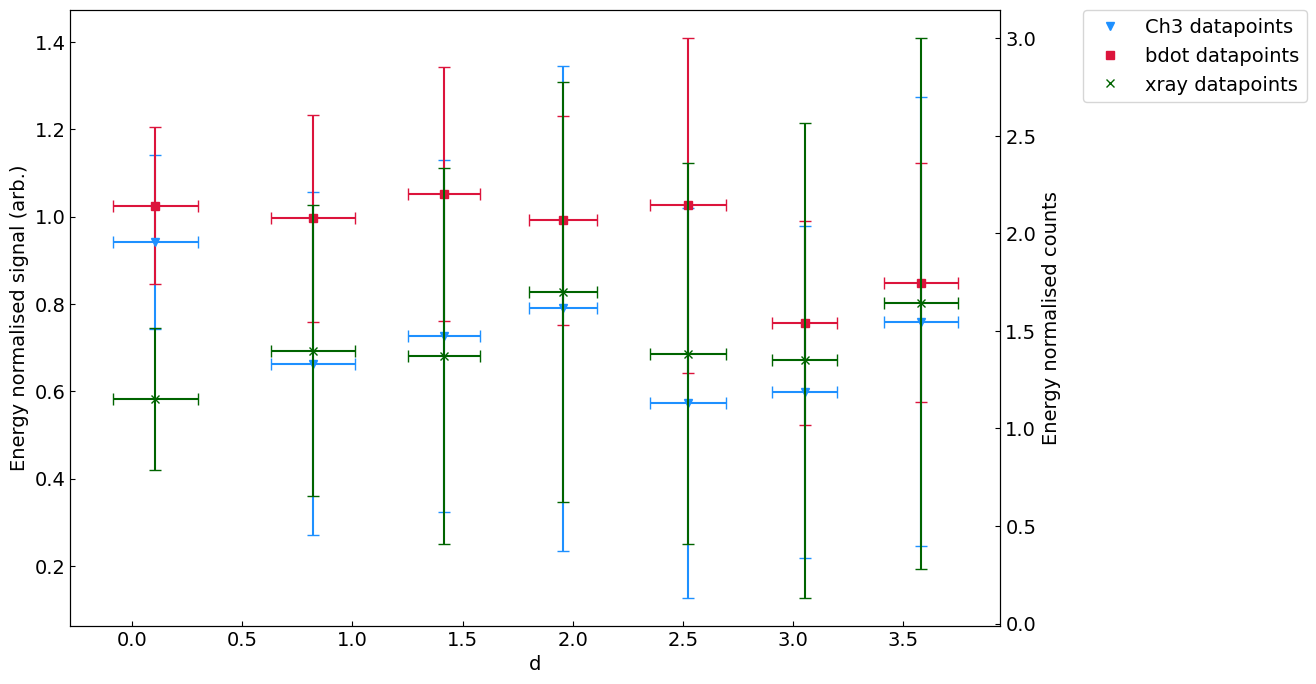 Ch3 datapoints
bdot datapoints
xray datapoints
Energy normalised signal (arb.)
1.4
1.2
1.0
0.8
0.6
0.4
0.2
3.0
2.5
2.0
1.5
1.0
0.5
0.0
Energy normalised counts
0.0 0.5 1.0 1.5 2.0 2.5 3.0 3.5
d